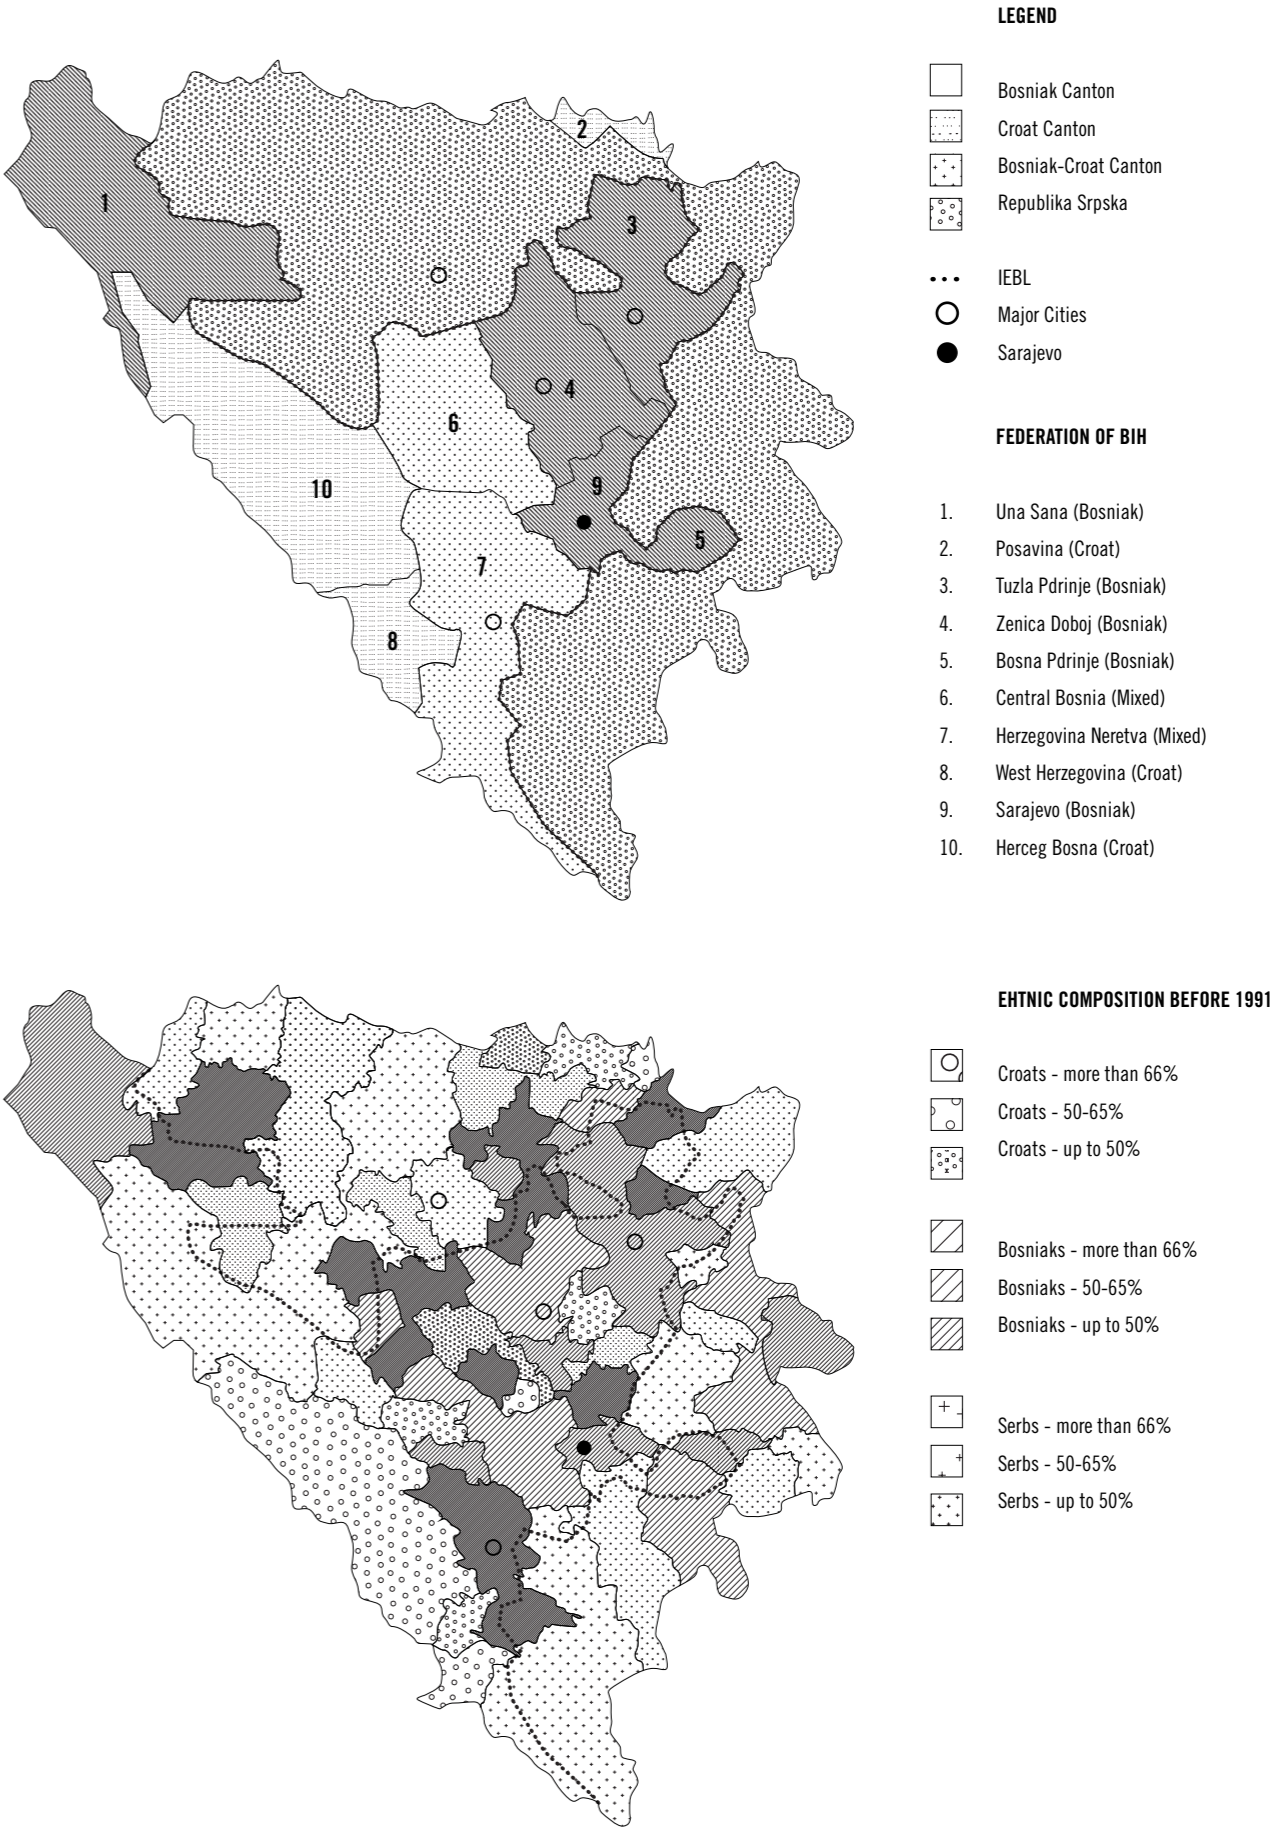 LEGEND
Bosniak Canton
Croat Canton
Bosniak-Croat Canton
Republika Srpska
IEBL
Major Cities
Sarajevo
FEDERATION OF BIH
1. Una Sana (Bosniak)
2. Posavina (Croat)
3. Tuzla Pdrinje (Bosniak)
4. Zenica Doboj (Bosniak)
5. Bosna Pdrinje (Bosniak)
6. Central Bosnia (Mixed)
7. Herzegovina Neretva (Mixed)
8. West Herzegovina (Croat)
9. Sarajevo (Bosniak)
10. Herceg Bosna (Croat)
2
1
3
4
6
10
9
5
7
8
EHTNIC COMPOSITION BEFORE 1991
Croats - more than 66%
Croats - 50-65%
Croats - up to 50%
Bosniaks - more than 66%
Bosniaks - 50-65%
Bosniaks - up to 50%
Serbs - more than 66%
Serbs - 50-65%
Serbs - up to 50%